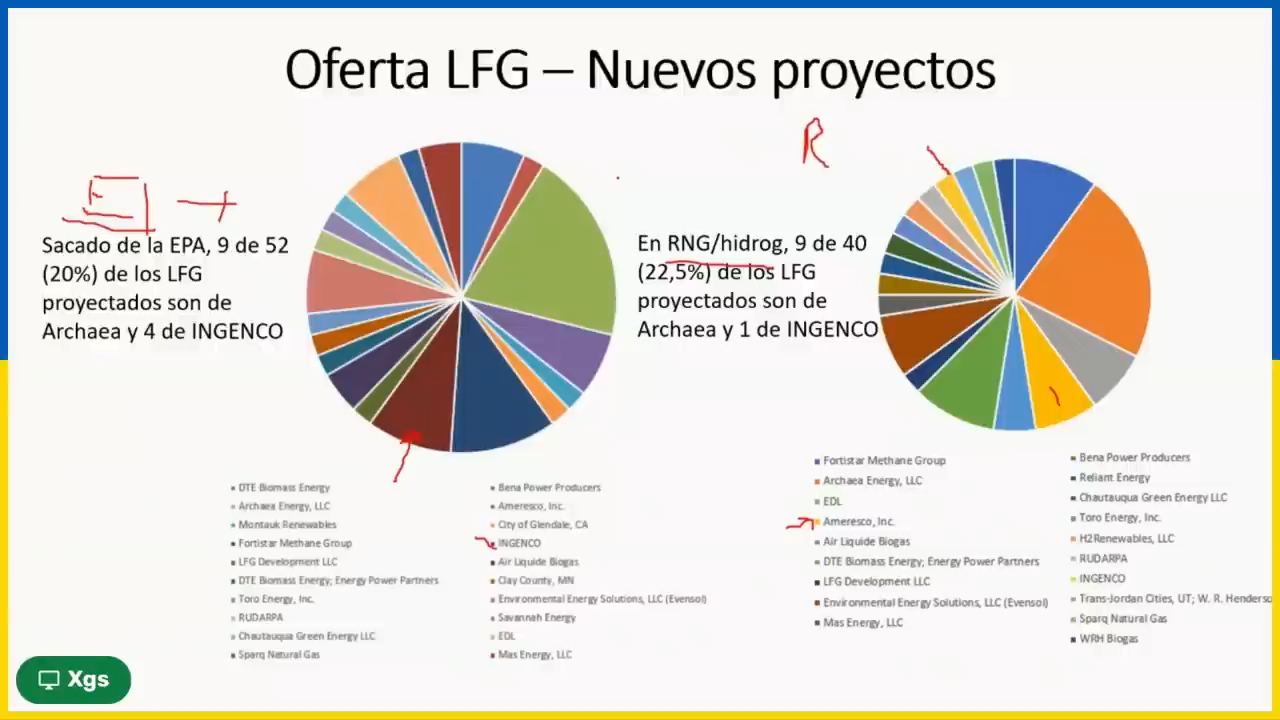 Oferta LFG – Nuevos proyectos
R
E
Sacado de la EPA, 9 de 52
(20%) de los LFG
proyectados son de
Archaea y 4 de INGENCO
En RNG/hidrog, 9 de 40
(22,5%) de los LFG
proyectados son de
Archaea y 1 de INGENCO
DTE Biomass Energy
Archaea Energy, LLC
Montauk Renewables
Fortistar Methane Group
LFG Development LLC
DTE Biomass Energy; Energy Power Partners
Toro Energy, Inc.
RUDARPA
Chautauqua Green Energy LLC
Sparq Natural Gas
Bena Power Producers
Ameresco, Inc.
City of Glendale, CA
INGENCO
Air Liquide Biogas
Clay County, MN
Environmental Energy Solutions, LLC (Evensol)
Savannah Energy
EDL
Mas Energy, LLC
Fortistar Methane Group
Archaea Energy, LLC
EDL
Ameresco, Inc.
Air Liquide Biogas
DTE Biomass Energy; Energy Power Partners
LFG Development LLC
Environmental Energy Solutions, LLC (Evensol)
Mas Energy, LLC
Bena Power Producers
Reliant Energy
Chautauqua Green Energy LLC
Toro Energy, Inc.
H2Renewables, LLC
RUDARPA
INGENCO
Trans-Jordan Cities, UT; W. R. Henderso
Sparq Natural Gas
WRH Biogas
Xgs